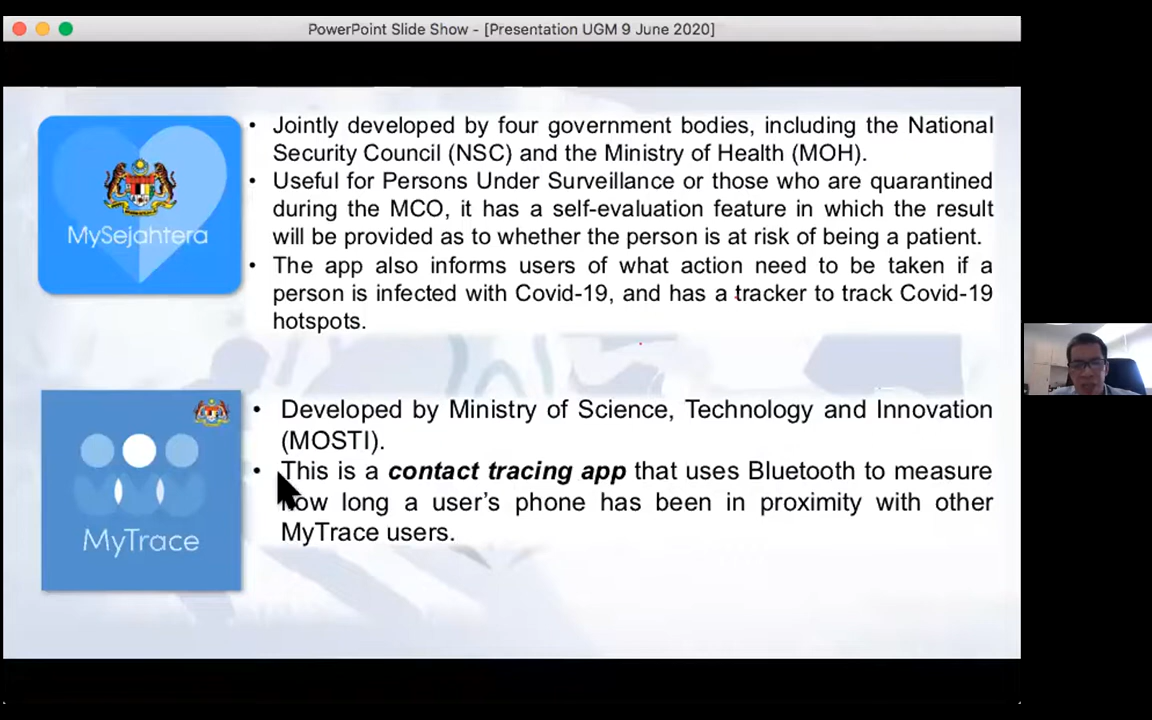 PowerPoint Slide Show - [Presentation UGM 9 June 2020]
• Jointly developed by four government bodies, including the National
Security Council (NSC) and the Ministry of Health (MOH).
• Useful for Persons Under Surveillance or those who are quarantined
during the MCO, it has a self-evaluation feature in which the result
will be provided as to whether the person is at risk of being a patient.
• The app also informs users of what action need to be taken if a
person is infected with Covid-19, and has a tracker to track Covid-19
hotspots.
MySejahtera
• Developed by Ministry of Science, Technology and Innovation
(MOSTI).
• This is a contact tracing app that uses Bluetooth to measure
how long a user's phone has been in proximity with other
MyTrace users.
MyTrace